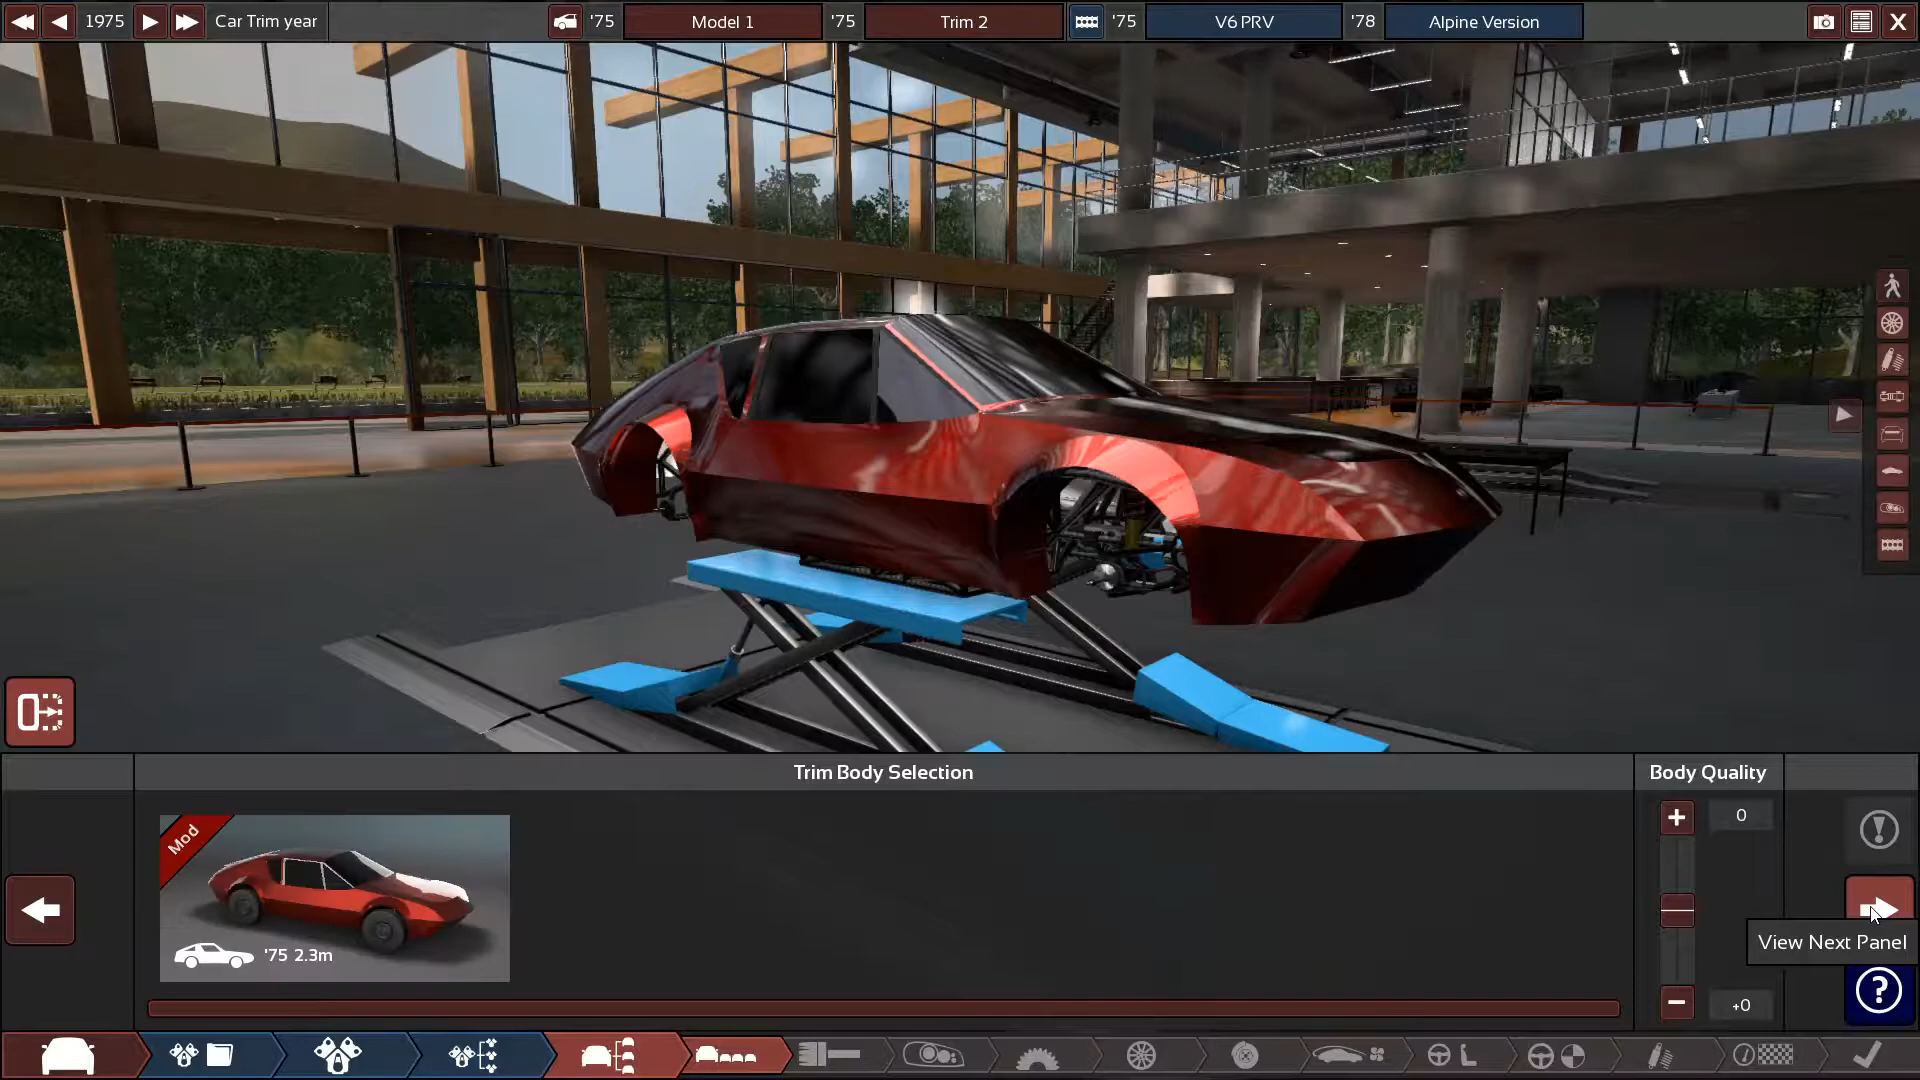 1975
Car Trim year
'75
Model 1
'75
Trim 2
'75
V6 PRV
'78
Alpine Version
Trim Body Selection
Body Quality
Mod
'75 2.3m
0
View Next Panel
?
+0